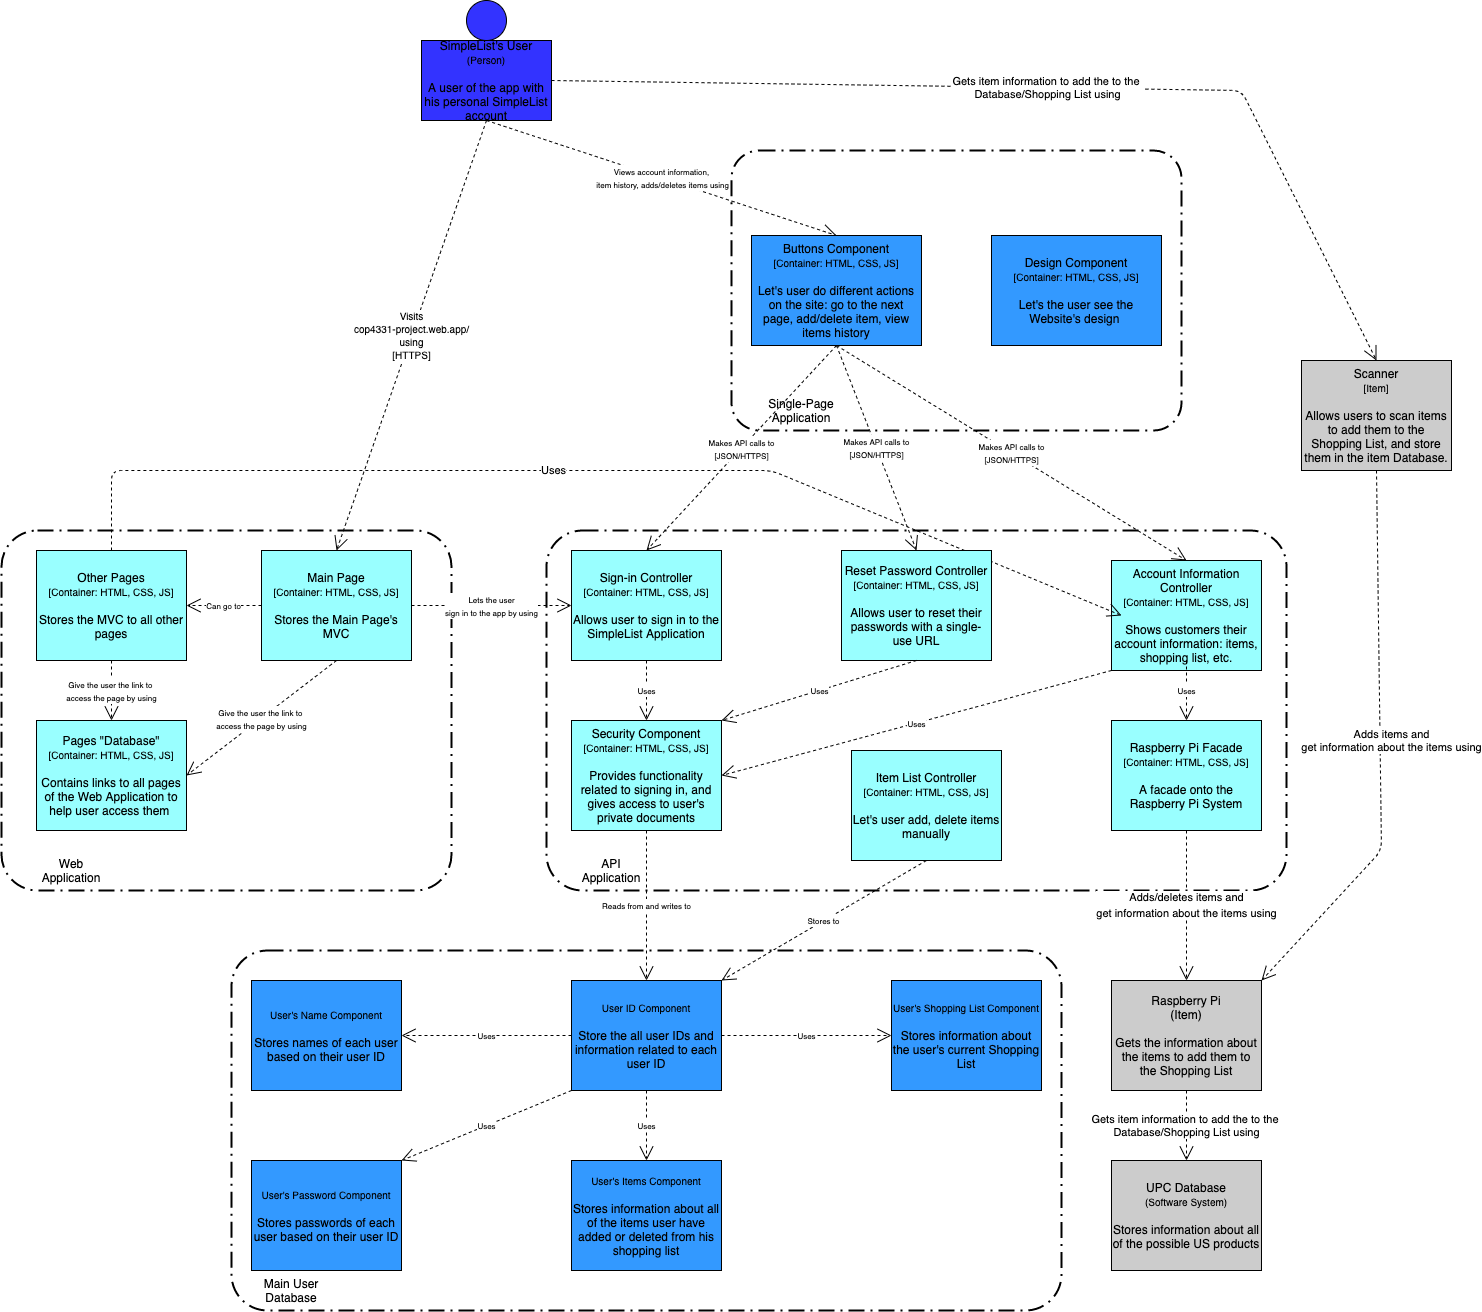 SimpleList's User
(Person)
A user of the app with
his personal SimpleList
account
Gets item information to add the to the
Database/Shopping List using
Views account information,
item history, adds/deletes items using
Buttons Component
[Container: HTML, CSS, JS]
Let's user do different actions
on the site: go to the next
page, add/delete item, view
items history
Design Component
[Container: HTML, CSS, JS]
Let's the user see the
Website's design
Single-Page
Application
Visits
cop4331-project.web.app/
using
[HTTPS]
Scanner
[Item]
Allows users to scan items
to add them to the
Shopping List, and store
them in the item Database.
Makes API calls to
[JSON/HTTPS]
Makes API calls to
[JSON/HTTPS]
Makes API calls to
[JSON/HTTPS]
Uses
Other Pages
[Container: HTML, CSS, JS]
Stores the MVC to all other
pages
Can go to
Main Page
[Container: HTML, CSS, JS]
Stores the Main Page's
MVC
Lets the user
sign in to the app by using
Sign-in Controller
[Container: HTML, CSS, JS]
Allows user to sign in to the
SimpleList Application
Reset Password Controller
[Container: HTML, CSS, JS]
Allows user to reset their
passwords with a single-
use URL
Account Information
Controller
[Container: HTML, CSS, JS]
Shows customers their
account information: items,
shopping list, etc.
Give the user the link to
access the page by using
Give the user the link to
access the page by using
Uses
Uses
Uses
Uses
Pages "Database"
[Container: HTML, CSS, JS]
Contains links to all pages
of the Web Application to
help user access them
Security Component
[Container: HTML, CSS, JS]
Provides functionality
related to signing in, and
gives access to user's
private documents
Item List Controller
[Container: HTML, CSS, JS]
Let's user add, delete items
manually
Raspberry Pi Facade
[Container: HTML, CSS, JS]
A facade onto the
Raspberry Pi System
Adds items and
get information about the items using
Web
Application
API
Application
Reads from and writes to
Stores to
Adds/deletes items and
get information about the items using
User's Name Component
Stores names of each user
based on their user ID
Uses
User ID Component
Store the all user IDs and
information related to each
user ID
Uses
User's Shopping List Component
Stores information about
the user's current Shopping
List
Raspberry Pi
(Item)
Gets the information about
the items to add them to
the Shopping List
Uses
Uses
Gets item information to add the to the
Database/Shopping List using
User's Password Component
Stores passwords of each
user based on their user ID
User's Items Component
Stores information about all
of the items user have
added or deleted from his
shopping list
UPC Database
(Software System)
Stores information about all
of the possible US products
Main User
Database